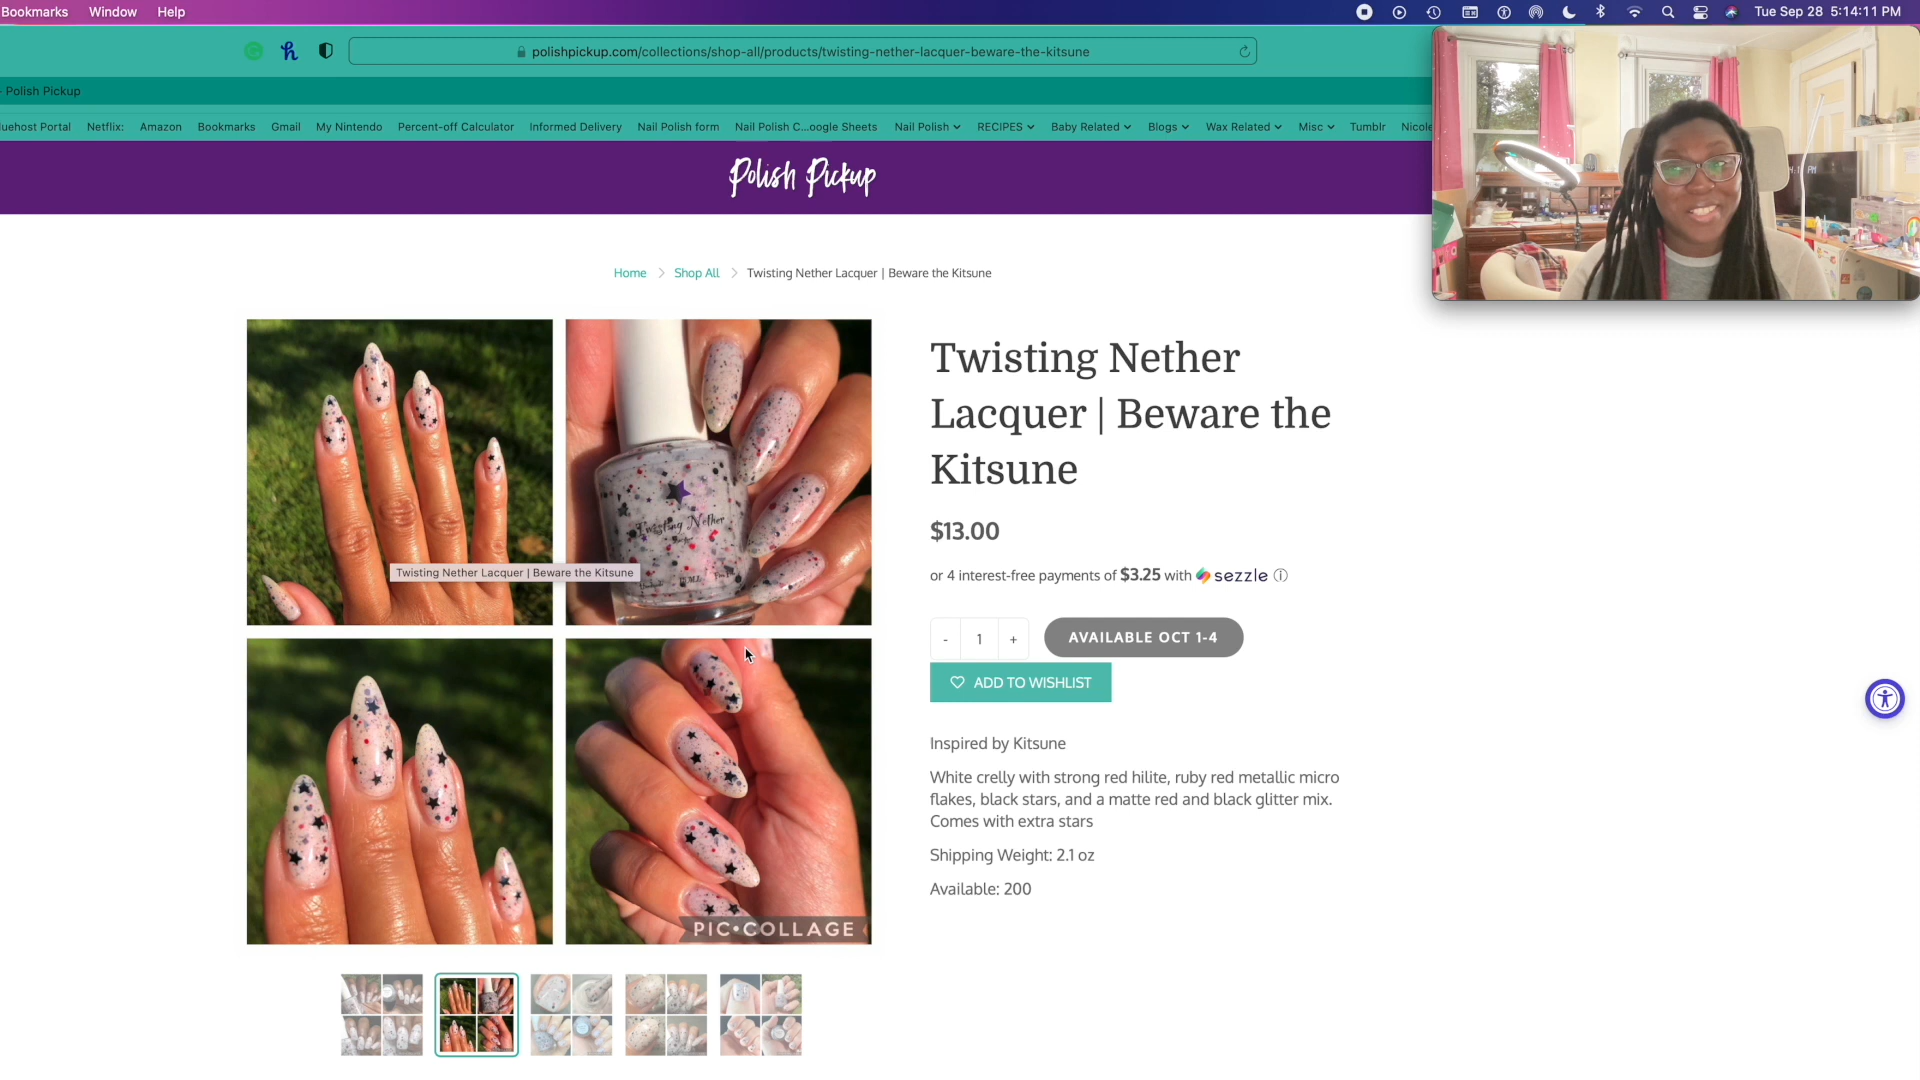 Bookmarks Window Help
Tue Sep 28 5:14:11 PM
polishpickup.com/collections/shop-all/products/twisting-nether-lacquer-beware-the-kitsune
Polish Pickup
luehost Portal Netflix: Amazon Bookmarks Gmail My Nintendo Percent-off Calculator Informed Delivery Nail Polish form Nail Polish C...oogle Sheets Nail Polish RECIPES Baby Related Blogs Wax Related Misc Tumblr Nicole
Polish Pickup
Home > Shop All > Twisting Nether Lacquer | Beware the Kitsune
Twisting Nether
Lacquer | Beware the
Kitsune
$13.00
or 4 interest-free payments of $3.25 with sezzle
- 1 +
AVAILABLE OCT 1-4
ADD TO WISHLIST
Inspired by Kitsune
White crelly with strong red hilite, ruby red metallic micro
flakes, black stars, and a matte red and black glitter mix.
Comes with extra stars
Shipping Weight: 2.1 oz
Available: 200
Twisting Nether
Twisting Nether Lacquer | Beware the Kitsune
PIC•COLLAGE